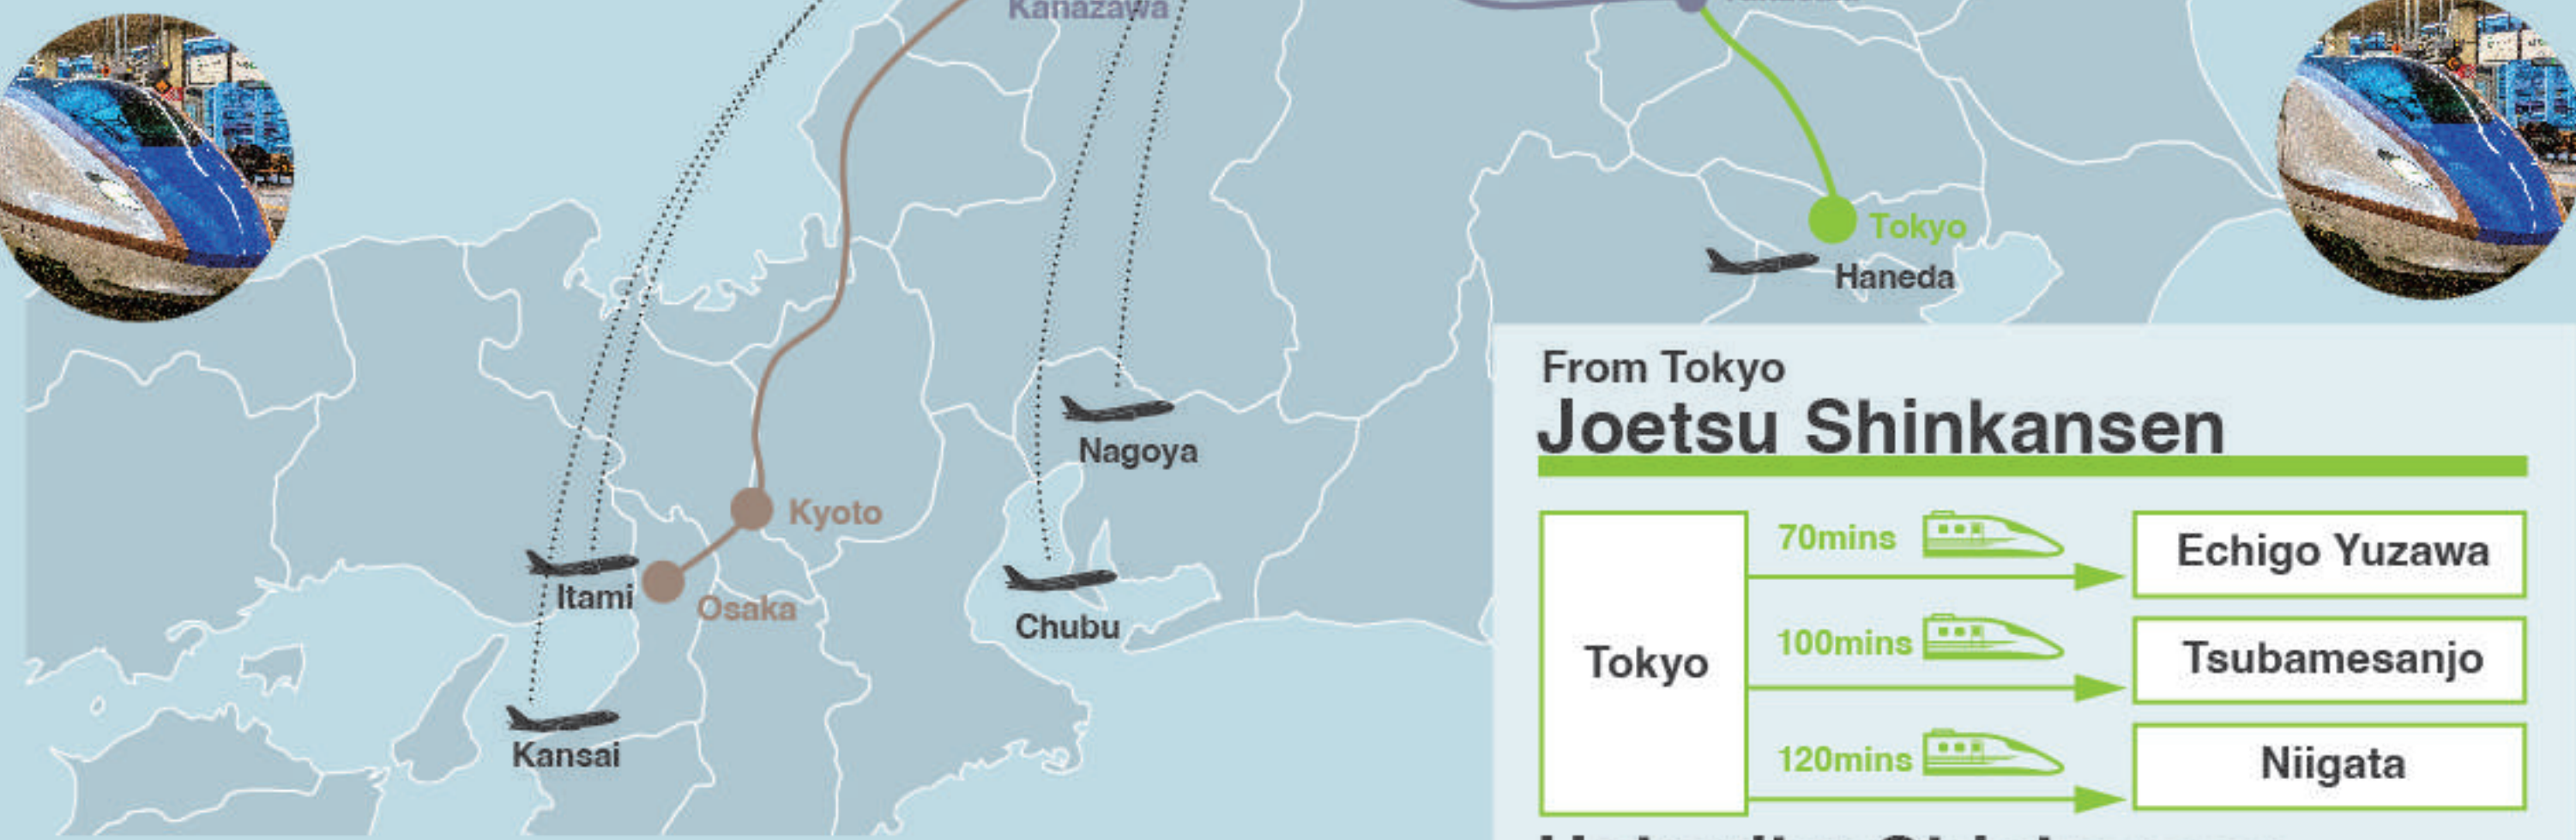 Kanazawa
Tokyo
Haneda
Nagoya
Kyoto
Itami
Osaka
Chubu
Kansai
From Tokyo
Joetsu Shinkansen
Tokyo
70mins
Echigo Yuzawa
100mins
Tsubamesanjo
120mins
Niigata